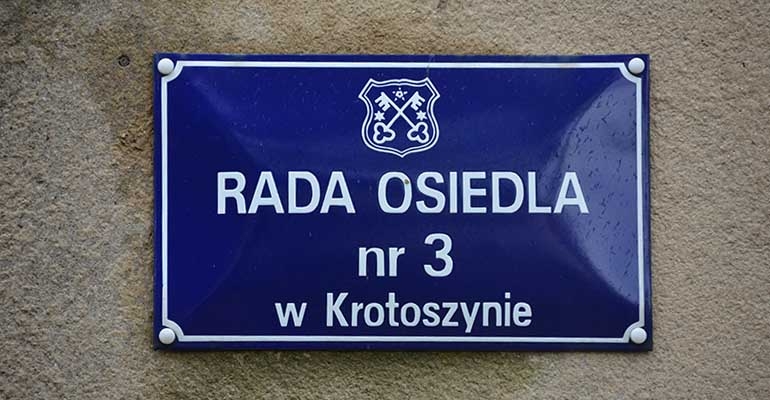 RADA OSIEDLA
nr 3
w Krotoszynie